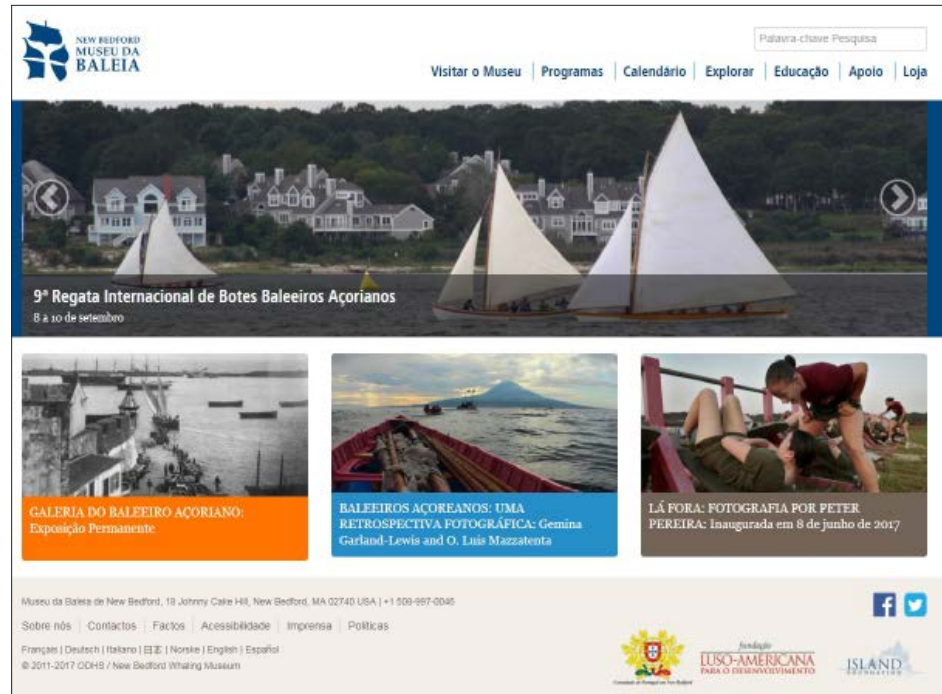 NEW BEDFORD
MUSEU DA
BALEIA
Palavra-chave Pesquisa
Visitar o Museu | Programas | Calendário | Explorar | Educação | Apoio | Loja
9ª Regata Internacional de Botes Baleeiros Açorianos
8 a 10 de setembro
GALERIA DO BALEEIRO AÇORIANO:
Exposição Permanente
BALEEIROS AÇOREANOS: UMA
RETROSPECTIVA FOTOGRÁFICA: Gemina
Garland-Lewis and O. Luis Mazzatenta
LÁ FORA: FOTOGRAFIA POR PETER
PEREIRA: Inaugurada em 8 de junho de 2017
Museu da Baleia de New Bedford, 18 Johnny Cake Hill, New Bedford, MA 02740 USA | +1 508-997-0046
Sobre nós | Contactos | Factos | Acessibilidade | Imprensa | Políticas
Français | Deutsch | Italiano | 日本 | Norske | English | Español
© 2011-2017 ODHS / New Bedford Whaling Museum
fundação
LUSO-AMERICANA
PARA O DESENVOLVIMENTO
ISLAND
FOUNDATION